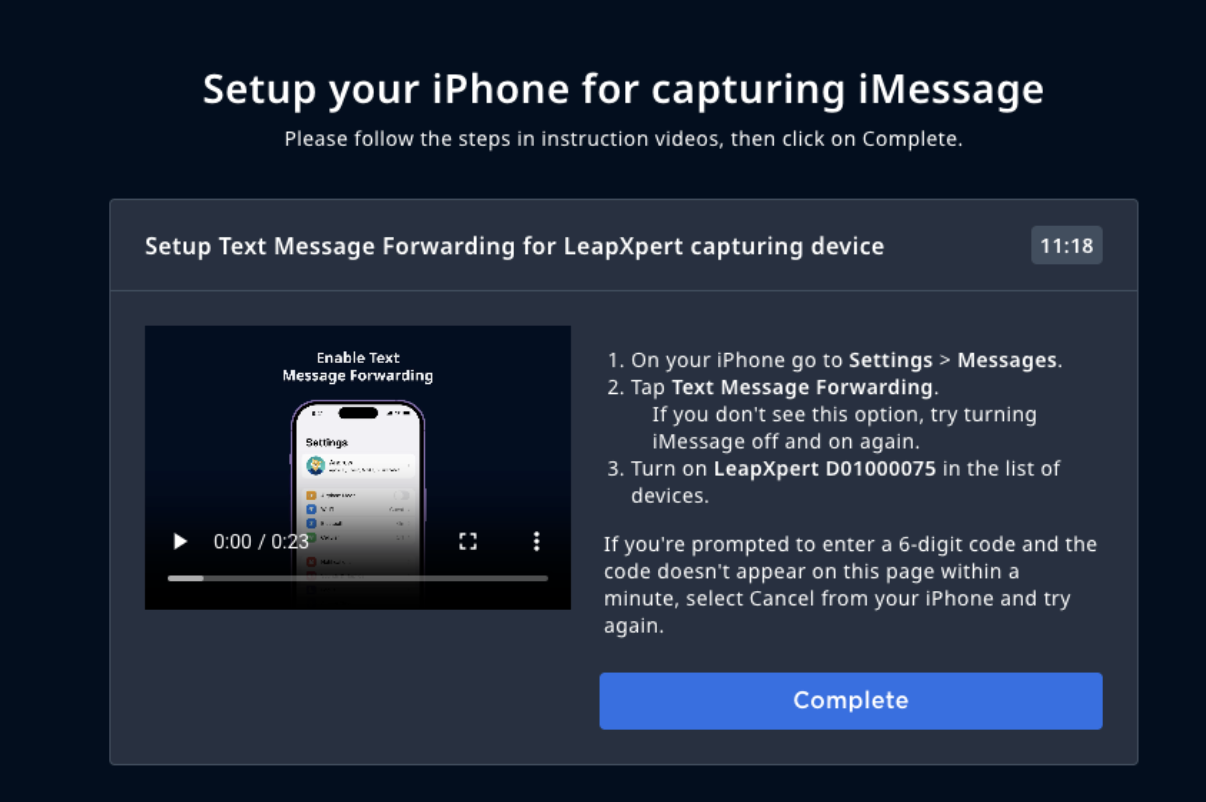 Setup your iPhone for capturing iMessage
Please follow the steps in instruction videos, then click on Complete.
Setup Text Message Forwarding for LeapXpert capturing device
11:18
Enable Text
Message Forwarding
Settings
0:00 / 0:23
1. On your iPhone go to Settings > Messages.
2. Tap Text Message Forwarding.
If you don't see this option, try turning
iMessage off and on again.
3. Turn on LeapXpert D01000075 in the list of
devices.
If you're prompted to enter a 6-digit code and the
code doesn't appear on this page within a
minute, select Cancel from your iPhone and try
again.
Complete